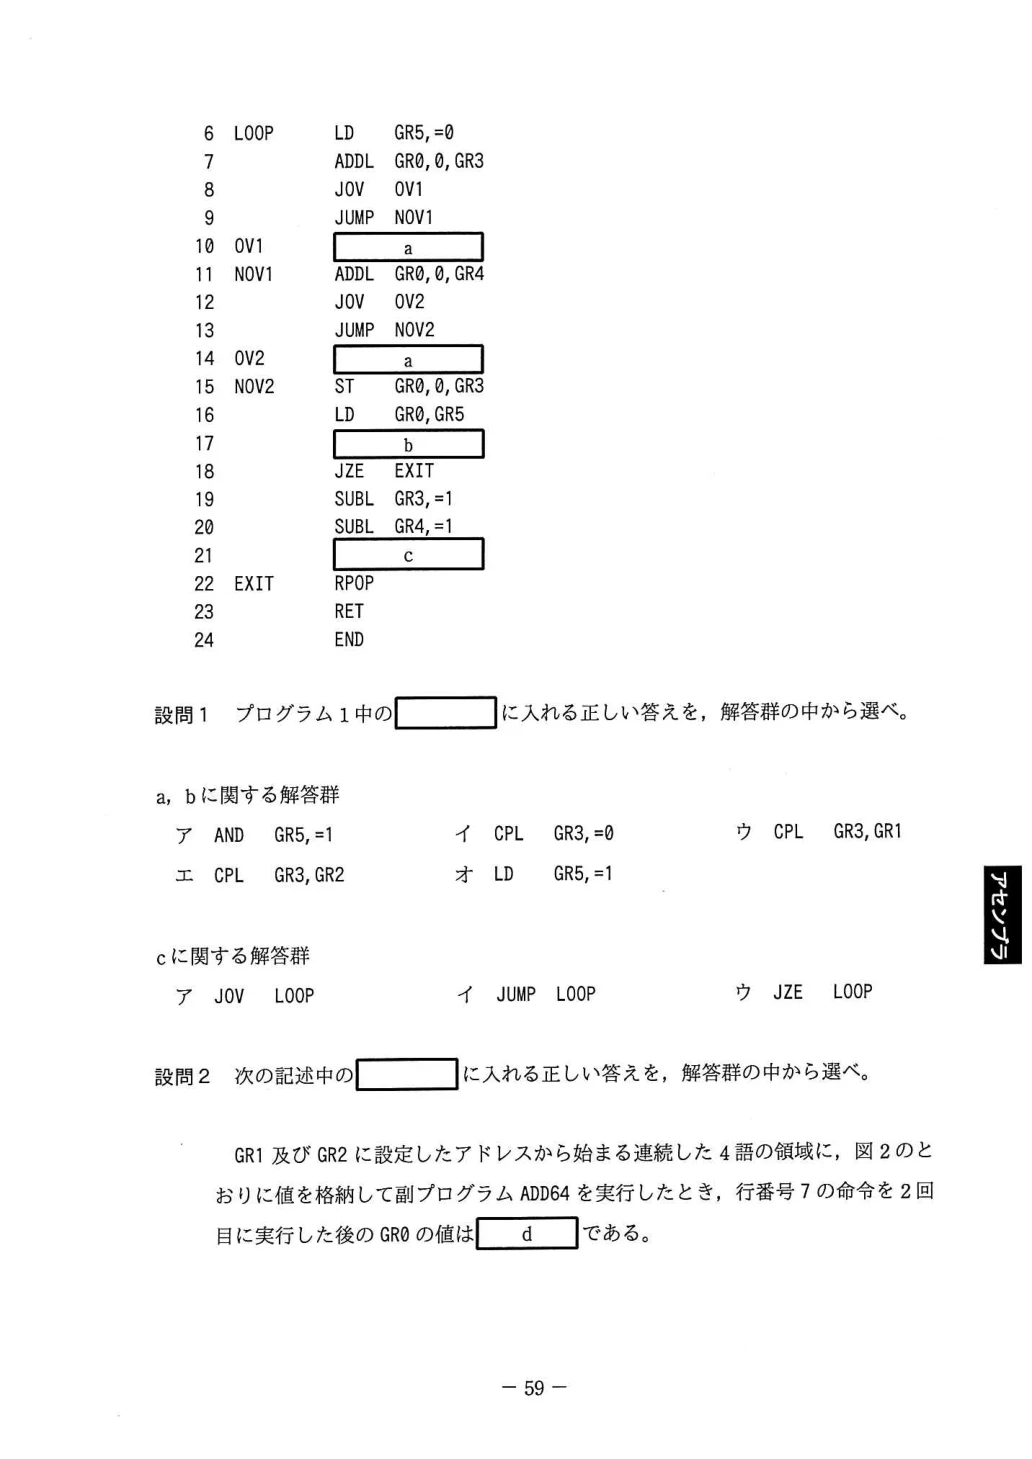 6 LOOP LD GR5,=0
7 ADDL GR0,0,GR3
8 JOV OV1
9 JUMP NOV1
10 OV1 a
11 NOV1 ADDL GR0,0,GR4
12 JOV OV2
13 JUMP NOV2
14 OV2 a
15 NOV2 ST GR0,0,GR3
16 LD GR0,GR5
17 b
18 JZE EXIT
19 SUBL GR3,=1
20 SUBL GR4,=1
21 c
22 EXIT RPOP
23 RET
24 END
設問1 プログラム1中の に入れる正しい答えを，解答群の中から選べ。
a，bに関する解答群
ア AND GR5,=1 イ CPL GR3,=0 ウ CPL GR3,GR1
エ CPL GR3,GR2 オ LD GR5,=1
アセンブラ
cに関する解答群
ア JOV LOOP イ JUMP LOOP ウ JZE LOOP
設問2 次の記述中の に入れる正しい答えを，解答群の中から選べ。
GR1 及び GR2 に設定したアドレスから始まる連続した4語の領域に，図2のと
おりに値を格納して副プログラム ADD64 を実行したとき，行番号7の命令を2回
目に実行した後の GR0 の値は d である。
― 59 ―